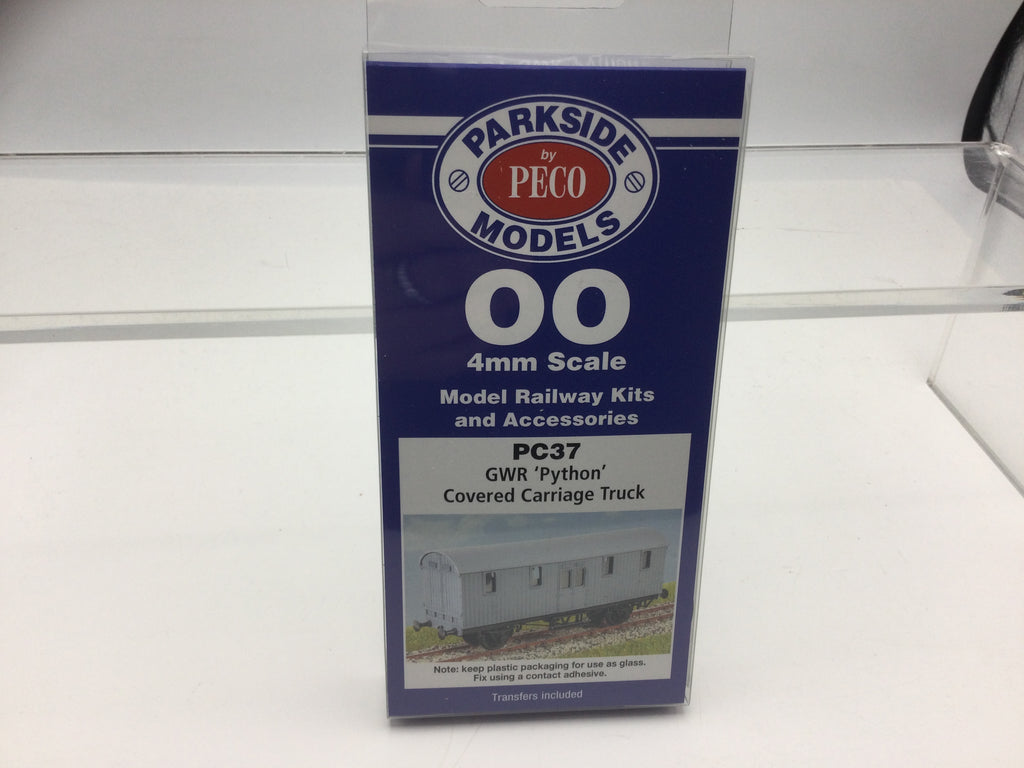 PARKSIDE
by
PECO
MODELS
OO
4mm Scale
Model Railway Kits
and Accessories
PC37
GWR ‘Python’
Covered Carriage Truck
Note: keep plastic packaging for use as glass.
Fix using a contact adhesive.
Transfers included